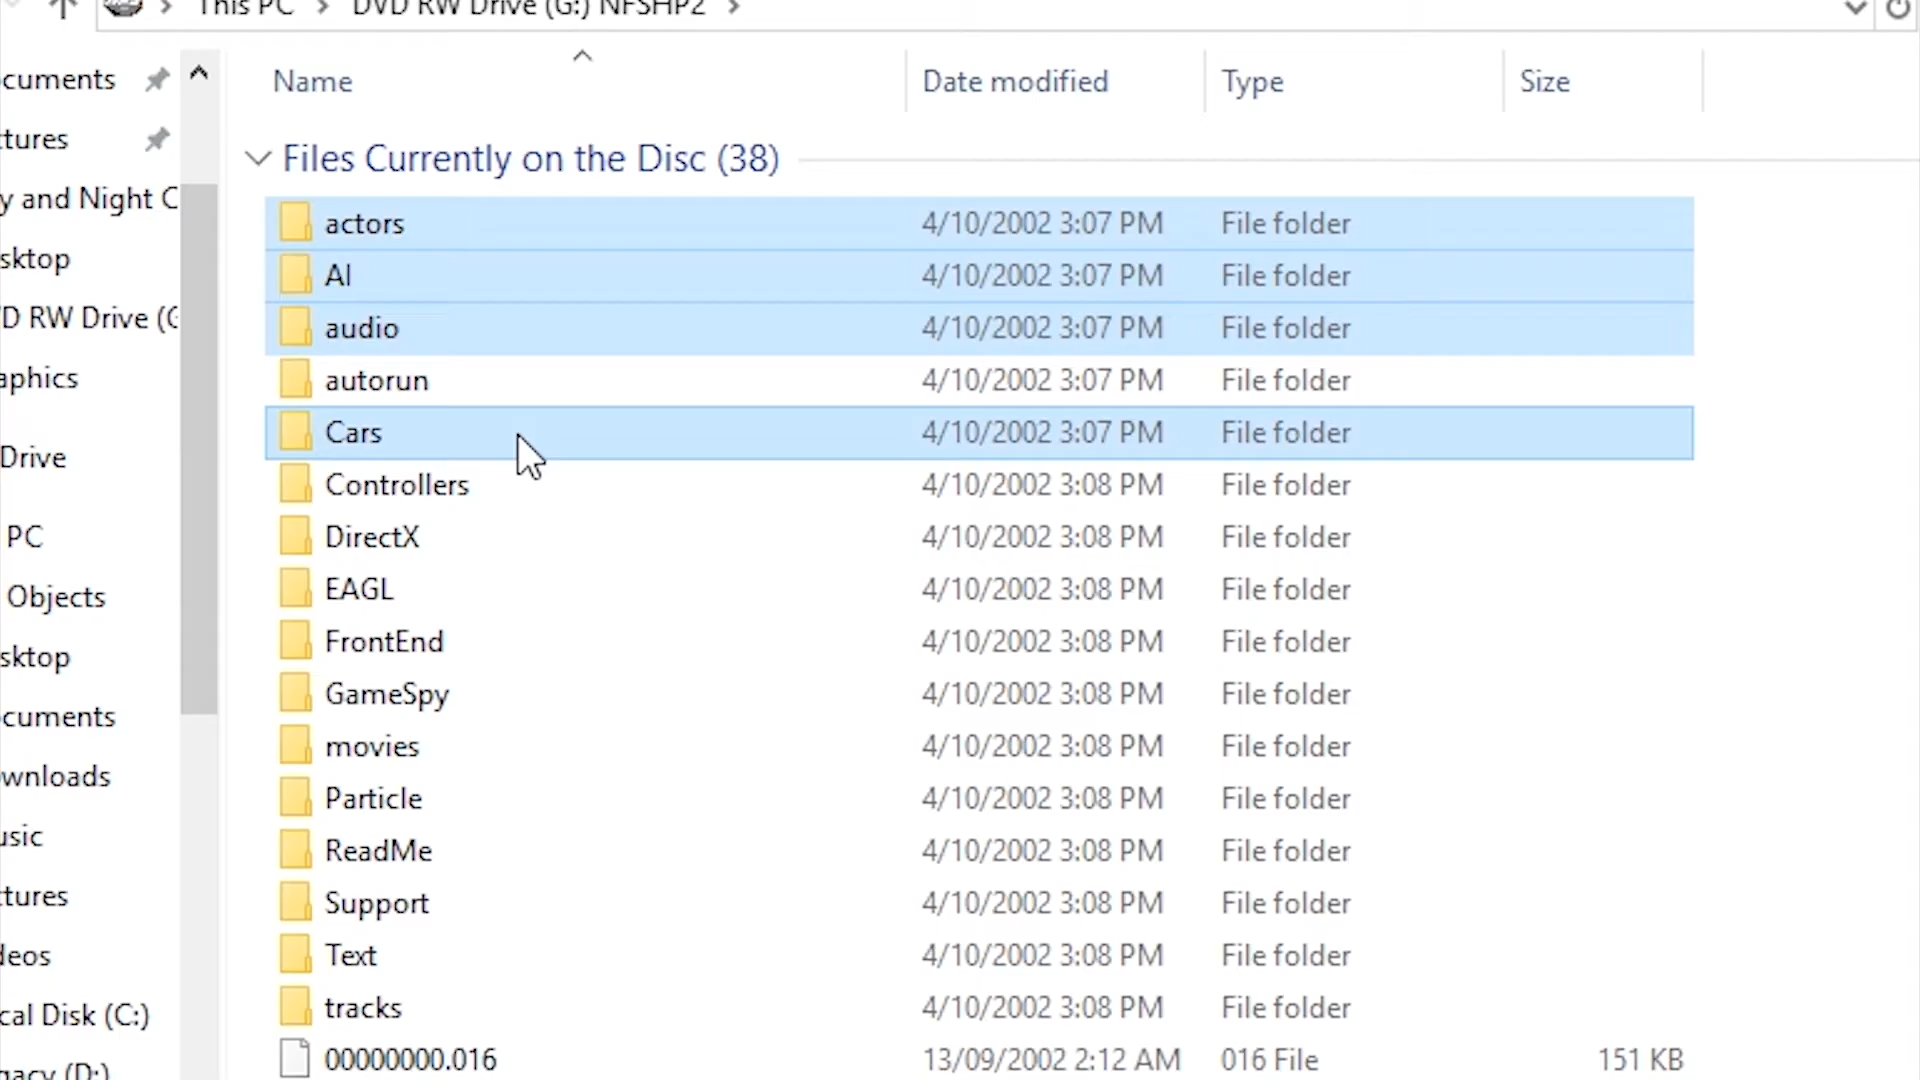 This PC > DVD RW Drive (G:) NFSHP2 >
Name Date modified Type Size
Files Currently on the Disc (38)
actors 4/10/2002 3:07 PM File folder
AI 4/10/2002 3:07 PM File folder
audio 4/10/2002 3:07 PM File folder
autorun 4/10/2002 3:07 PM File folder
Cars 4/10/2002 3:07 PM File folder
Controllers 4/10/2002 3:08 PM File folder
DirectX 4/10/2002 3:08 PM File folder
EAGL 4/10/2002 3:08 PM File folder
FrontEnd 4/10/2002 3:08 PM File folder
GameSpy 4/10/2002 3:08 PM File folder
movies 4/10/2002 3:08 PM File folder
Particle 4/10/2002 3:08 PM File folder
ReadMe 4/10/2002 3:08 PM File folder
Support 4/10/2002 3:08 PM File folder
Text 4/10/2002 3:08 PM File folder
tracks 4/10/2002 3:08 PM File folder
00000000.016 13/09/2002 2:12 AM 016 File 151 KB
cuments
tures
y and Night C
sktop
D RW Drive (G
aphics
Drive
PC
Objects
sktop
cuments
wnloads
usic
tures
deos
cal Disk (C:)
gacy (D:)